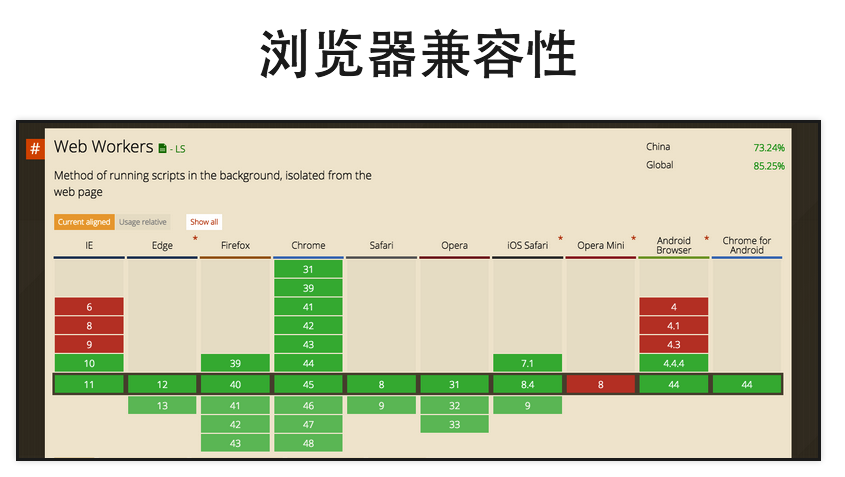 浏览器兼容性
# Web Workers - LS
China 73.24%
Method of running scripts in the background, isolated from the
web page
Global 85.25%
Current aligned Usage relative Show all
IE Edge * Firefox Chrome Safari Opera iOS Safari * Opera Mini * Android Browser * Chrome for Android
31
39
6 41 4
8 42 4.1
9 43 4.3
10 39 44 7.1 4.4.4
11 12 40 45 8 31 8.4 8 44 44
13 41 46 9 32 9
42 47 33
43 48